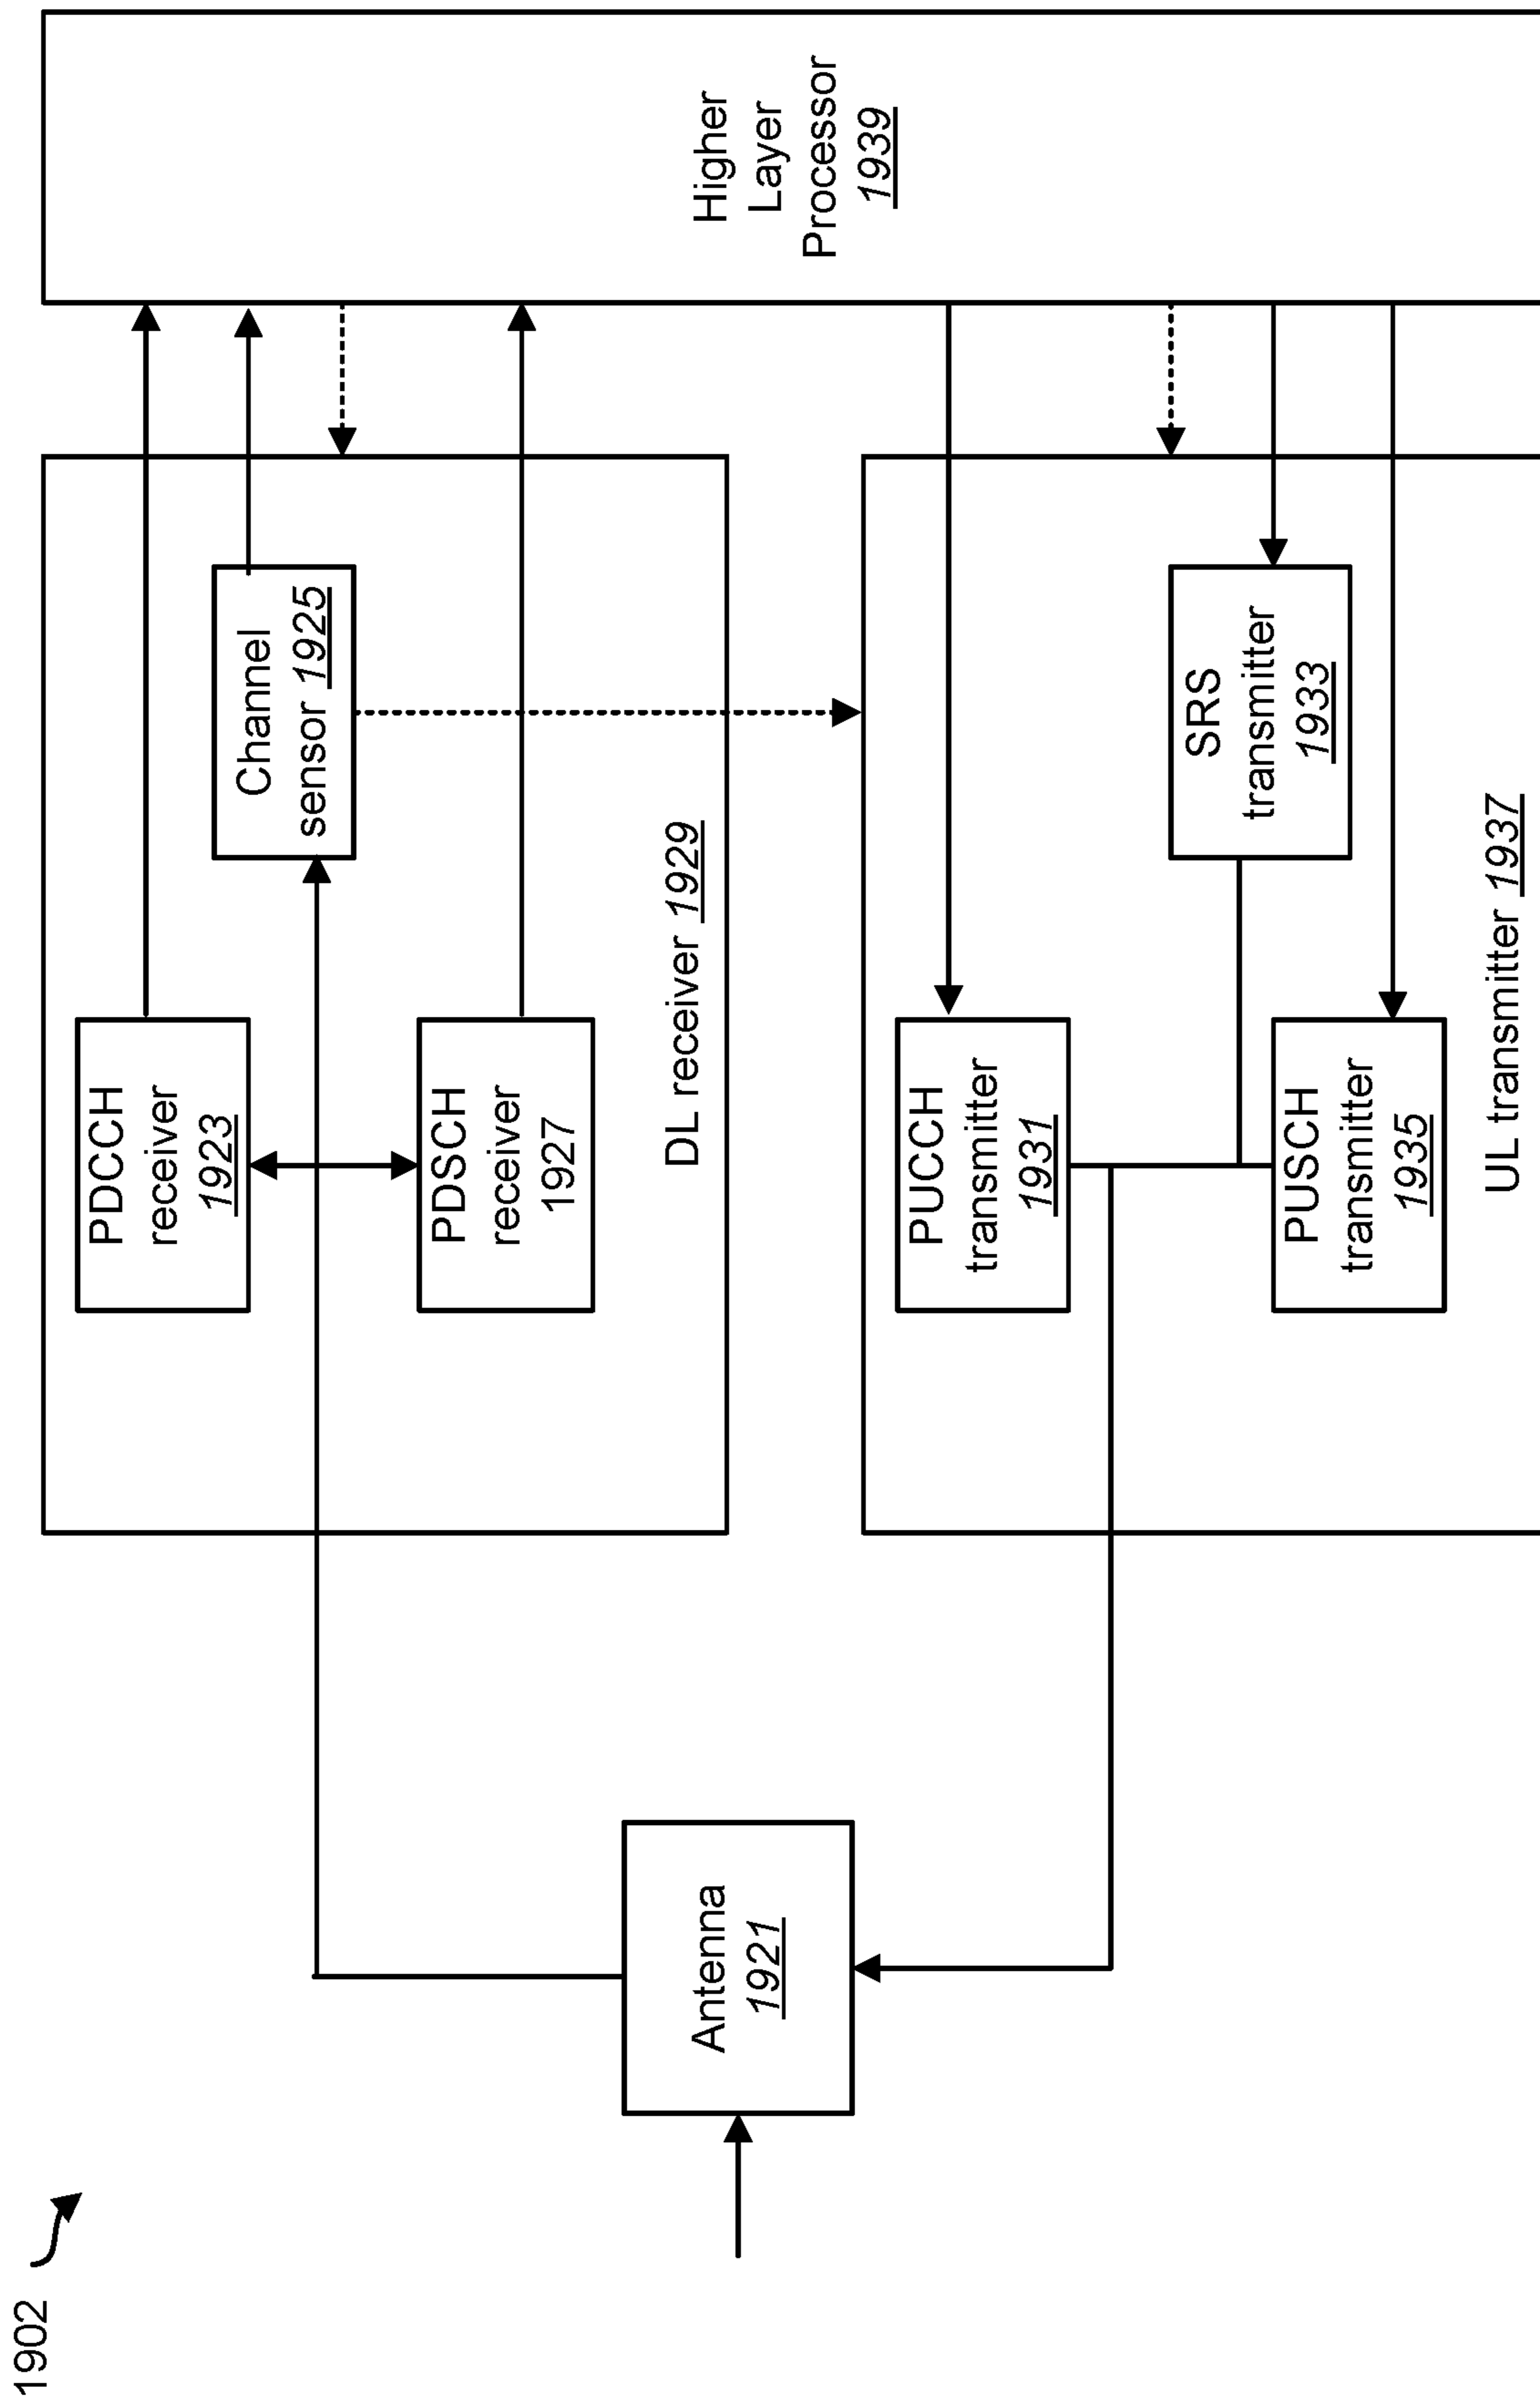 1902
Antenna
1921
PDCCH
receiver
1923
Channel
sensor 1925
PDSCH
receiver
1927
DL receiver 1929
PUCCH
transmitter
1931
SRS
transmitter
1933
PUSCH
transmitter
1935
UL transmitter 1937
Higher
Layer
Processor
1939